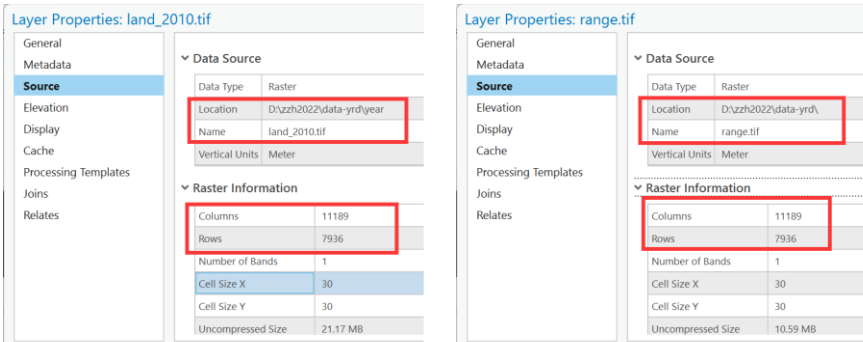 Layer Properties: land_2010.tif
General
Metadata
Source
Elevation
Display
Cache
Processing Templates
Joins
Relates
Data Source
Data Type Raster
Location D:\zzh2022\data-yrd\year
Name land_2010.tif
Vertical Units Meter
Raster Information
Columns 11189
Rows 7936
Number of Bands 1
Cell Size X 30
Cell Size Y 30
Uncompressed Size 21.17 MB
Layer Properties: range.tif
General
Metadata
Source
Elevation
Display
Cache
Processing Templates
Joins
Relates
Data Source
Data Type Raster
Location D:\zzh2022\data-yrd\
Name range.tif
Vertical Units Meter
Raster Information
Columns 11189
Rows 7936
Number of Bands 1
Cell Size X 30
Cell Size Y 30
Uncompressed Size 10.59 MB